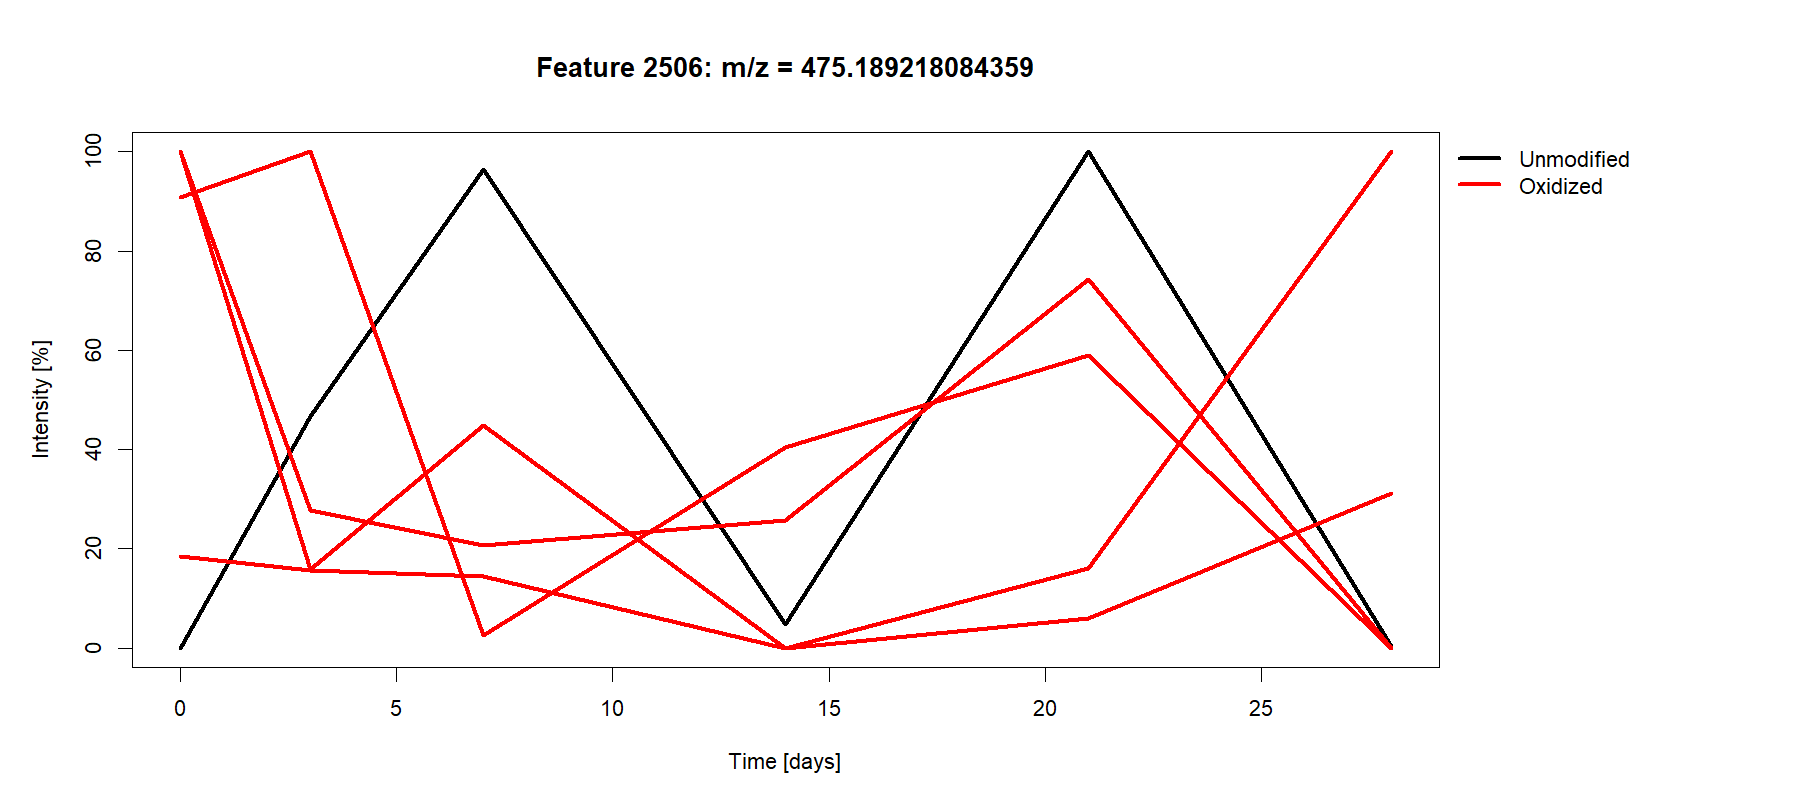 Feature 2506: m/z = 475.189218084359
100
80
60
40
20
0
Intensity [%]
0 5 10 15 20 25
Time [days]
Unmodified
Oxidized